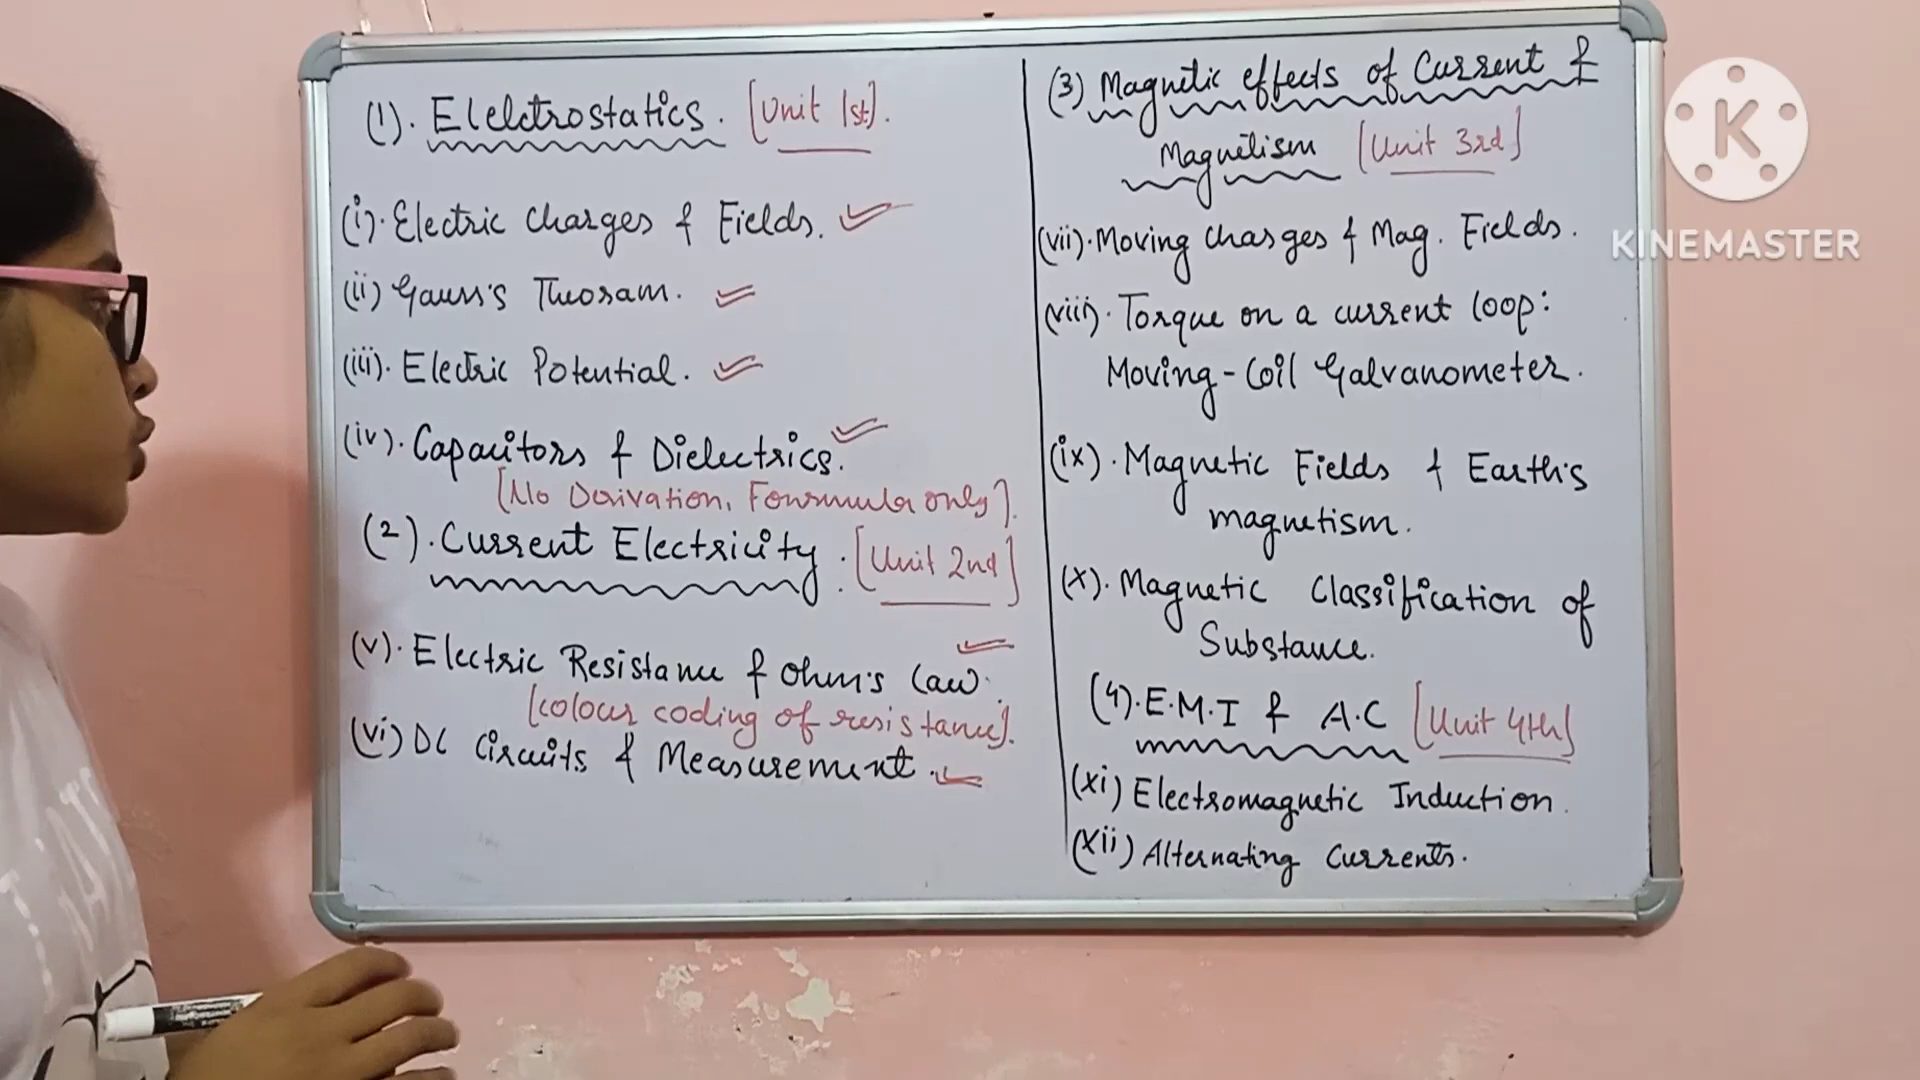 (1). Elelctrostatics. [Unit 1st].
(i). Electric Charges & Fields.
(ii) Gauss's Theoram.
(iii). Electric Potential.
(iv). Capacitors & Dielectrics.
[No Derivation, Fourmula only].
(2). Current Electricity. [Unit 2nd]
(v). Electric Resistance & Ohm's Law.
[colour coding of resistance].
(vi) DC Circuits & Measurement.
(3) Magnetic effects of Current &
Magnetism [Unit 3rd]
(vii). Moving Charges & Mag. Fields.
(viii). Torque on a current loop:
Moving-Coil Galvanometer.
(ix). Magnetic Fields & Earth's
magnetism.
(x). Magnetic Classification of
Substance.
(4). E.M.I & A.C [Unit 4th]
(xi) Electromagnetic Induction.
(xii) Alternating Currents.
K
KINEMASTER